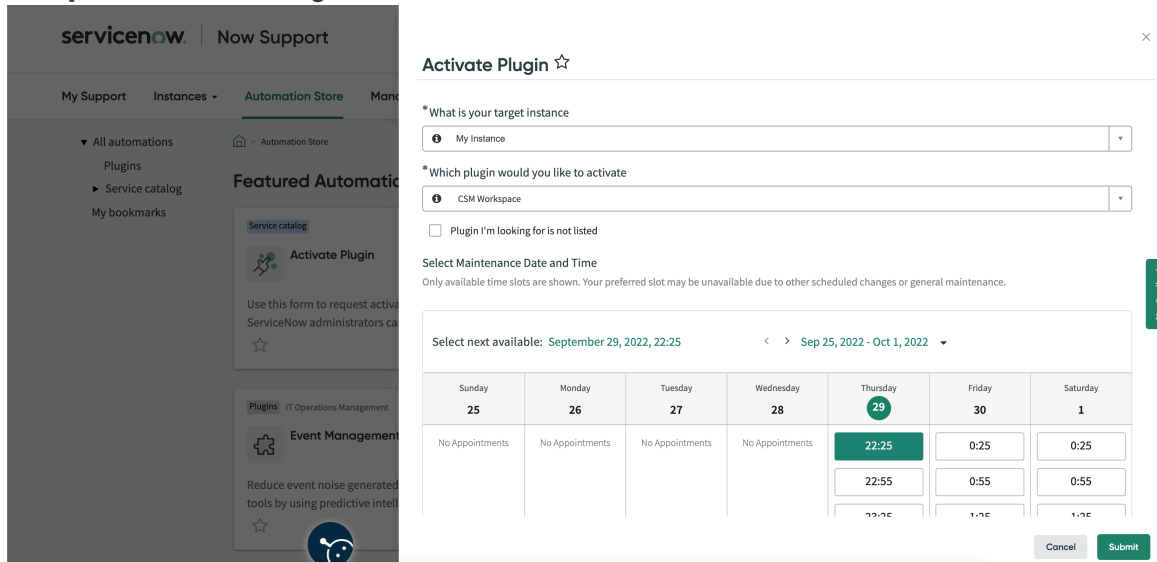 servicenow. Now Support
My Support Instances Automation Store
All automations
Plugins
Service catalog
My bookmarks
> Automation Store
Featured
Service catalog
Activate Plugin
Use this form to request
ServiceNow administrators
Plugins IT Operations Management
Event Management
Reduce event noise generated
tools by using predictive
Activate Plugin
* What is your target instance
My Instance
* Which plugin would you like to activate
CSM Workspace
Plugin I'm looking for is not listed
Select Maintenance Date and Time
Only available time slots are shown. Your preferred slot may be unavailable due to other scheduled changes or general maintenance.
Select next available: September 29, 2022, 22:25 < > Sep 25, 2022 - Oct 1, 2022
Sunday Monday Tuesday Wednesday Thursday Friday Saturday
25 26 27 28 29 30 1
No Appointments No Appointments No Appointments No Appointments 22:25 0:25 0:25
22:55 0:55 0:55
Cancel Submit